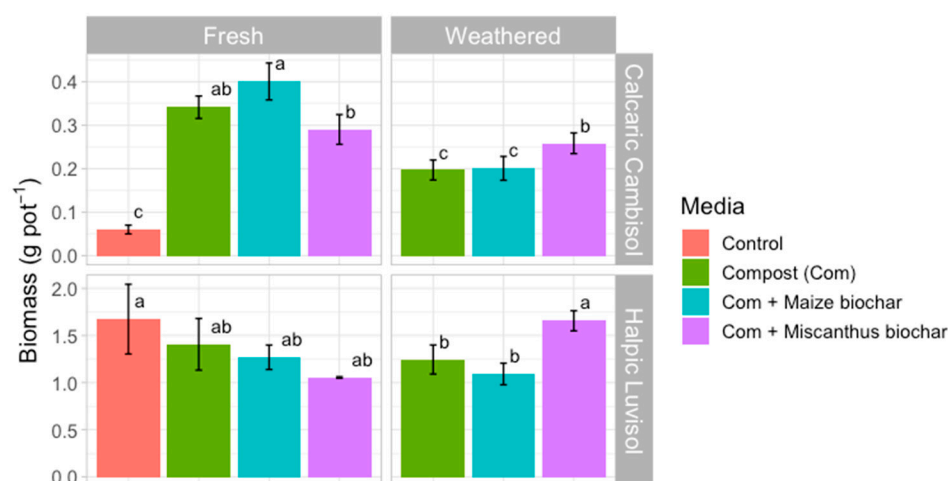 Fresh
Weathered
Calcaric Cambisol
Halpic Luvisol
Biomass (g pot⁻¹)
0.4
0.3
0.2
0.1
0.0
c
ab
a
b
c
c
b
2.0
1.5
1.0
0.5
0.0
a
ab
ab
ab
b
b
a
Media
Control
Compost (Com)
Com + Maize biochar
Com + Miscanthus biochar